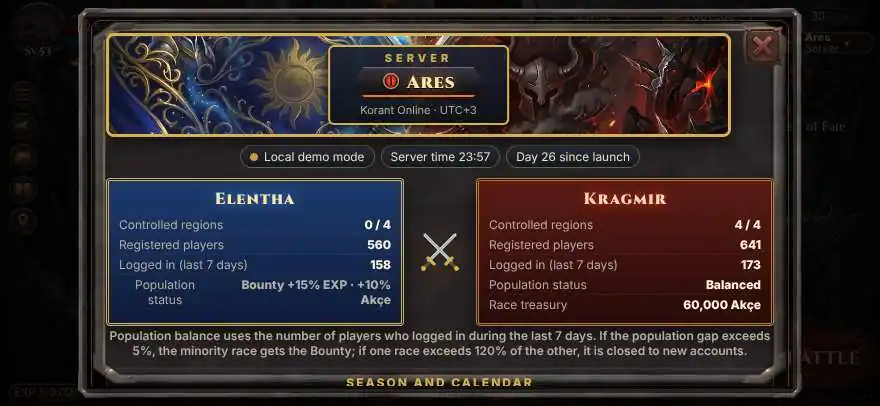 SERVER
ARES
Korant Online · UTC+3
Local demo mode
Server time 23:57
Day 26 since launch
ELENTHA
Controlled regions 0 / 4
Registered players 560
Logged in (last 7 days) 158
Population status Bounty +15% EXP · +10% Akçe
KRAGMIR
Controlled regions 4 / 4
Registered players 641
Logged in (last 7 days) 173
Population status Balanced
Race treasury 60,000 Akçe
Population balance uses the number of players who logged in during the last 7 days. If the population gap exceeds
5%, the minority race gets the Bounty; if one race exceeds 120% of the other, it is closed to new accounts.
SEASON AND CALENDAR
Sv53
Ares
Server
of Fate